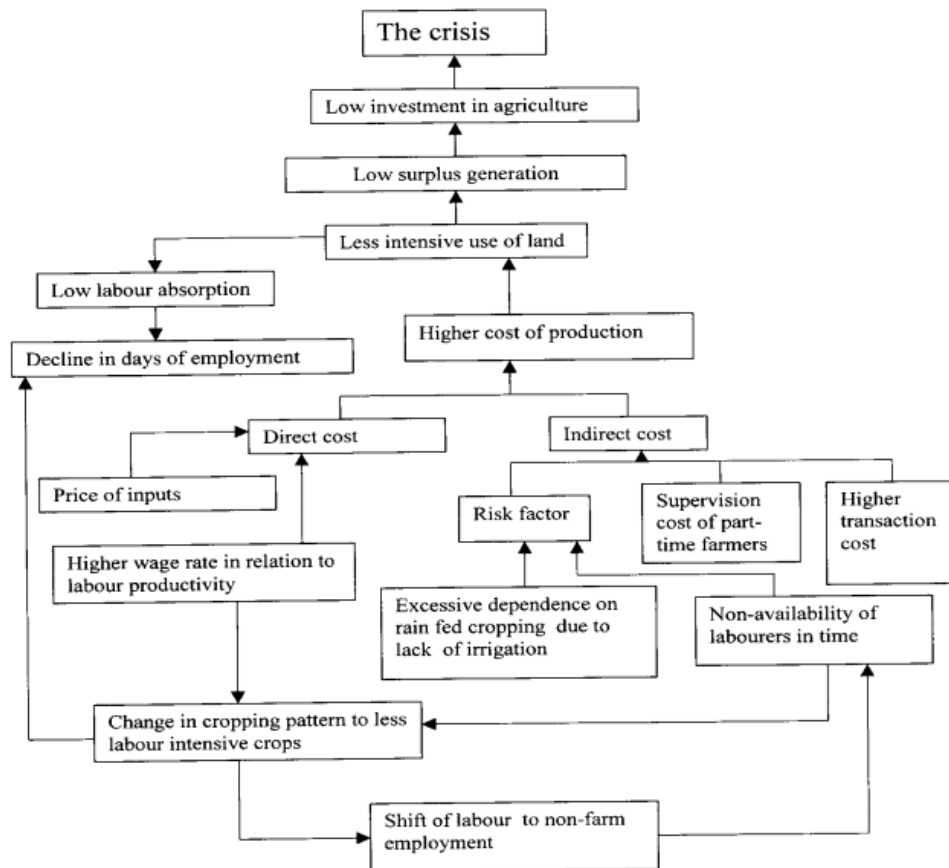 The crisis
Low investment in agriculture
Low surplus generation
Less intensive use of land
Low labour absorption
Higher cost of production
Decline in days of employment
Direct cost
Indirect cost
Price of inputs
Risk factor
Supervision
cost of part-
time farmers
Higher
transaction
cost
Higher wage rate in relation to
labour productivity
Excessive dependence on
rain fed cropping due to
lack of irrigation
Non-availability of
labourers in time
Change in cropping pattern to less
labour intensive crops
Shift of labour to non-farm
employment